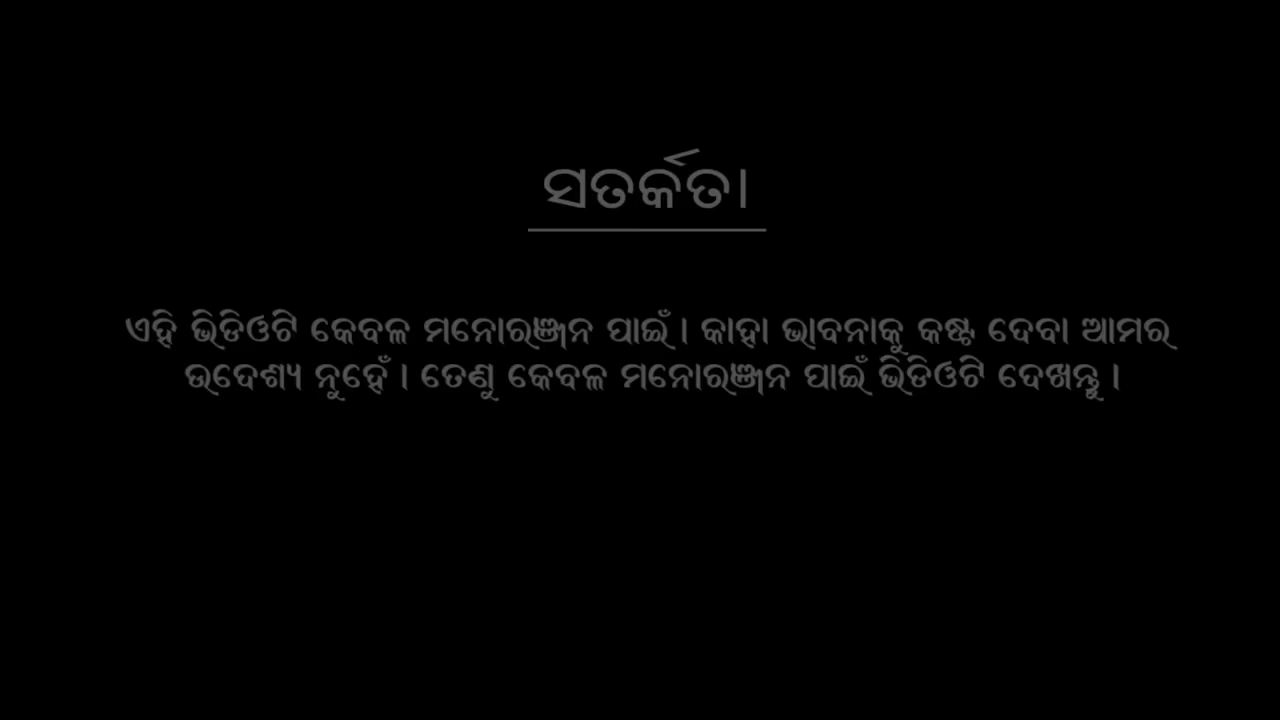 ସତର୍କତା
ଏହି ଭିଡିଓଟି କେବଳ ମନୋରଞ୍ଜନ ପାଇଁ । କାହା ଭାବନାକୁ କଷ୍ଟ ଦେବା ଆମର
ଉଦେଶ୍ୟ ନୁହେଁ । ତେଣୁ କେବଳ ମନୋରଞ୍ଜନ ପାଇଁ ଭିଡିଓଟି ଦେଖନ୍ତୁ ।